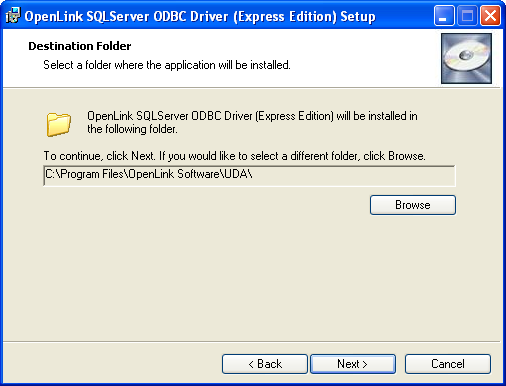 OpenLink SQLServer ODBC Driver (Express Edition) Setup
Destination Folder
Select a folder where the application will be installed.
OpenLink SQLServer ODBC Driver (Express Edition) will be installed in
the following folder.
To continue, click Next. If you would like to select a different folder, click Browse.
C:\Program Files\OpenLink Software\UDA\
Browse
< Back
Next >
Cancel